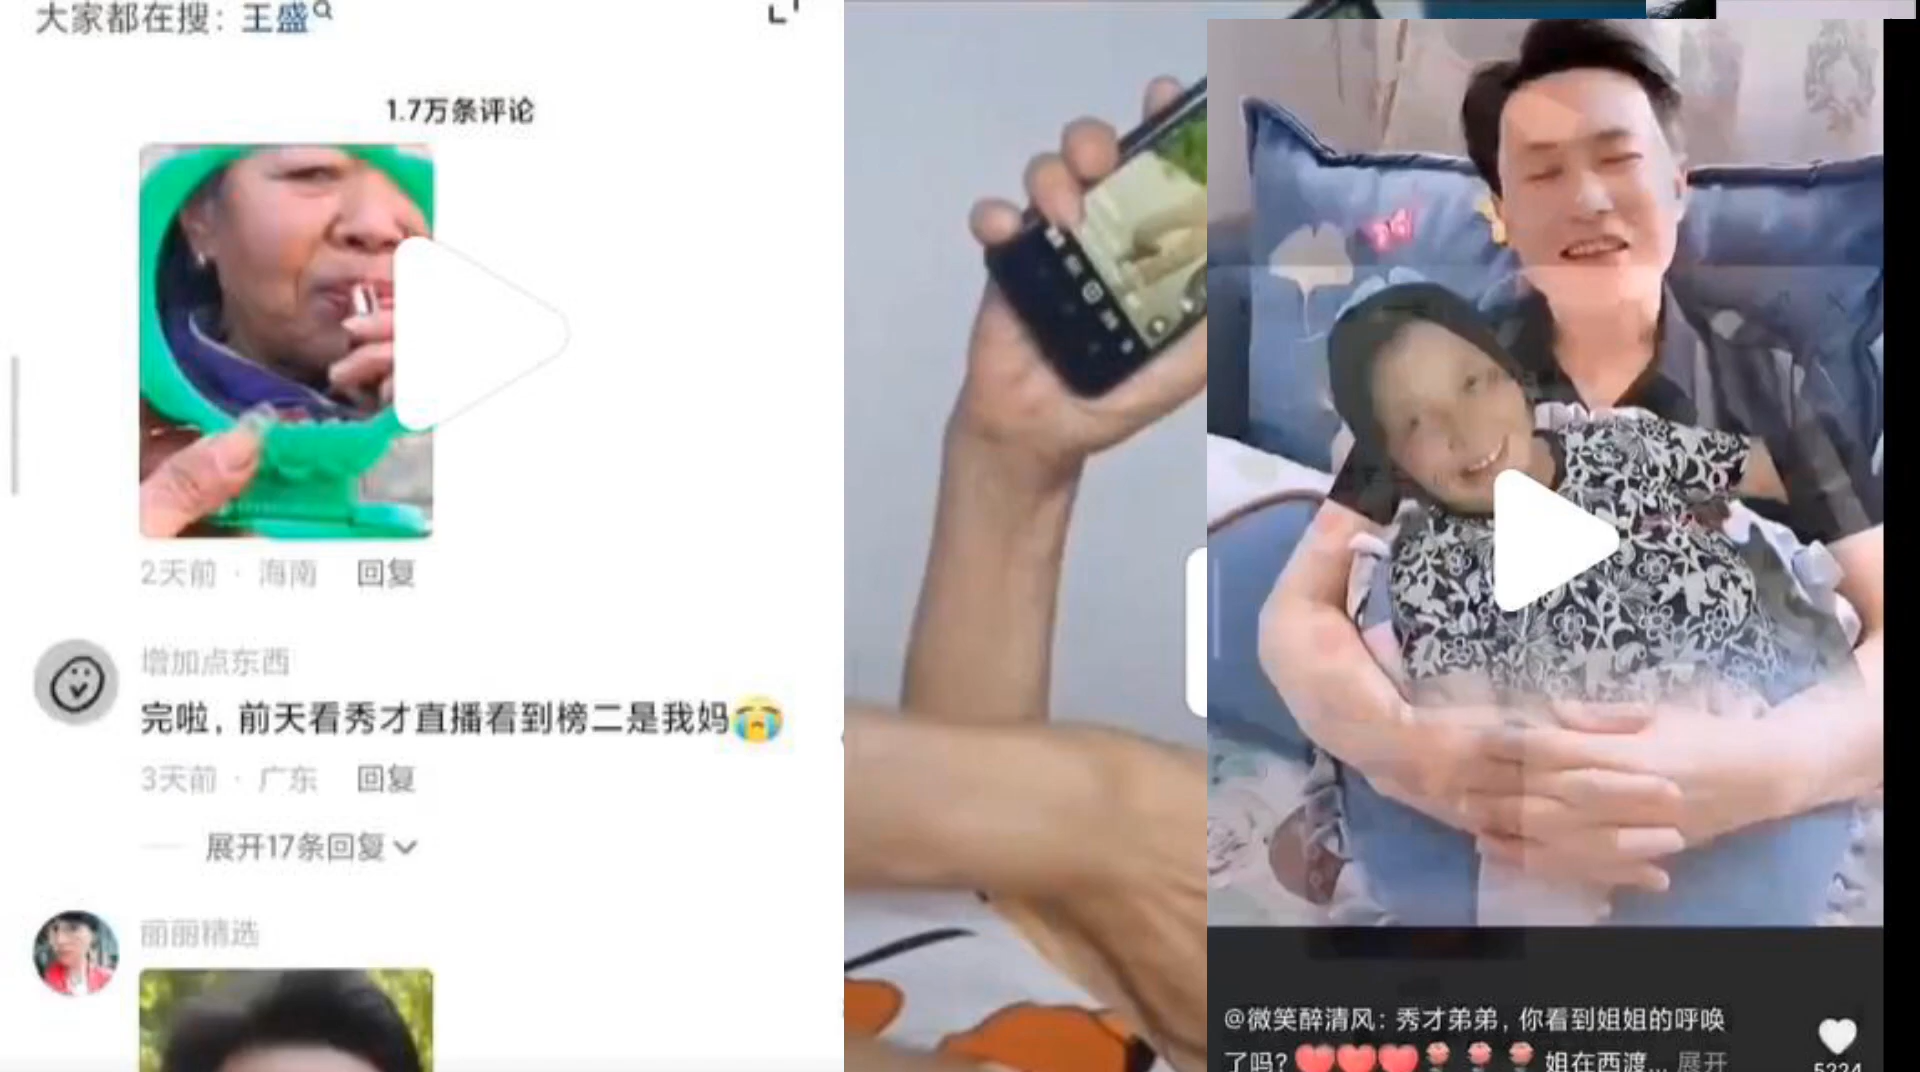 大家都在搜：王盛
1.7万条评论
2天前 · 海南 回复
增加点东西
完啦，前天看秀才直播看到榜二是我妈😭
3天前 · 广东 回复
展开17条回复
丽丽精选
@微笑醉清风：秀才弟弟，你看到姐姐的呼唤
了吗？❤️❤️❤️🌹🌹🌹姐在西渡... 展开
5224